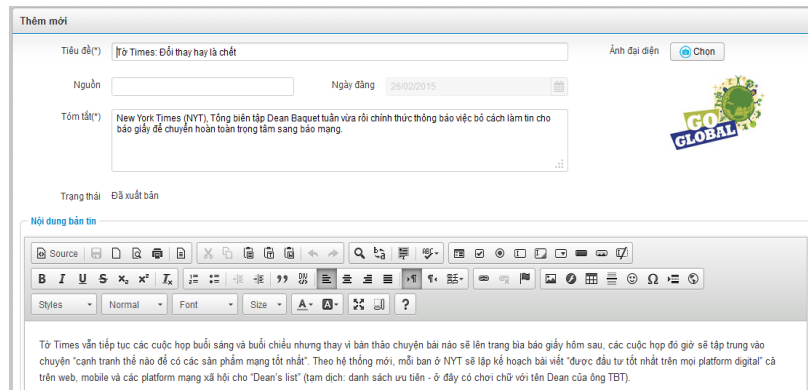 Thêm mới
Tiêu đề(*) Tờ Times: Đổi thay hay là chết Ảnh đại diện Chọn
Nguồn Ngày đăng 26/02/2015
Tóm tắt(*) New York Times (NYT), Tổng biên tập Dean Baquet tuần vừa rồi chính thức thông báo việc bỏ cách làm tin cho
báo giấy để chuyển hoàn toàn trọng tâm sang báo mạng.
GO
GLOBAL
Trạng thái Đã xuất bản
Nội dung bản tin
Source
B I U S x₂ x² Iₓ
Styles Normal Font Size A A ?
Tờ Times vẫn tiếp tục các cuộc họp buổi sáng và buổi chiều nhưng thay vì bàn thảo chuyện bài nào sẽ lên trang bìa báo giấy hôm sau, các cuộc họp đó giờ sẽ tập trung vào
chuyện “cạnh tranh thế nào để có các sản phẩm mạng tốt nhất”. Theo hệ thống mới, mỗi ban ở NYT sẽ lập kế hoạch bài viết “được đầu tư tốt nhất trên mọi platform digital” cả
trên web, mobile và các platform mạng xã hội cho “Dean’s list” (tạm dịch: danh sách ưu tiên - ở đây có chơi chữ với tên Dean của ông TBT).